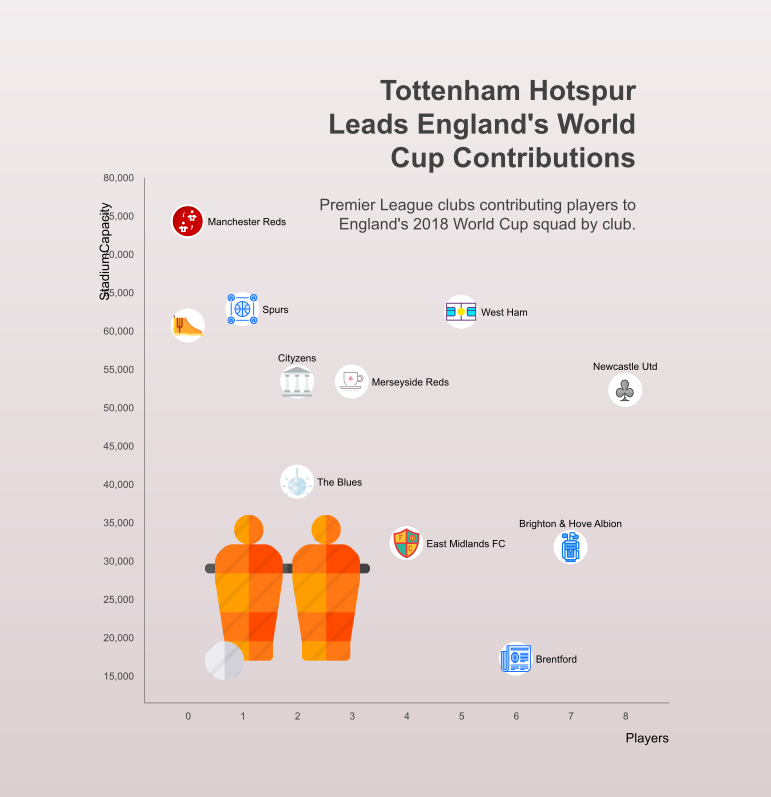 Tottenham Hotspur
Leads England's World
Cup Contributions
Premier League clubs contributing players to
England's 2018 World Cup squad by club.
StadiumCapacity
80,000
75,000
70,000
65,000
60,000
55,000
50,000
45,000
40,000
35,000
30,000
25,000
20,000
15,000
Manchester Reds
Spurs
West Ham
Cityzens
Merseyside Reds
Newcastle Utd
The Blues
Brighton & Hove Albion
East Midlands FC
Brentford
0 1 2 3 4 5 6 7 8
Players